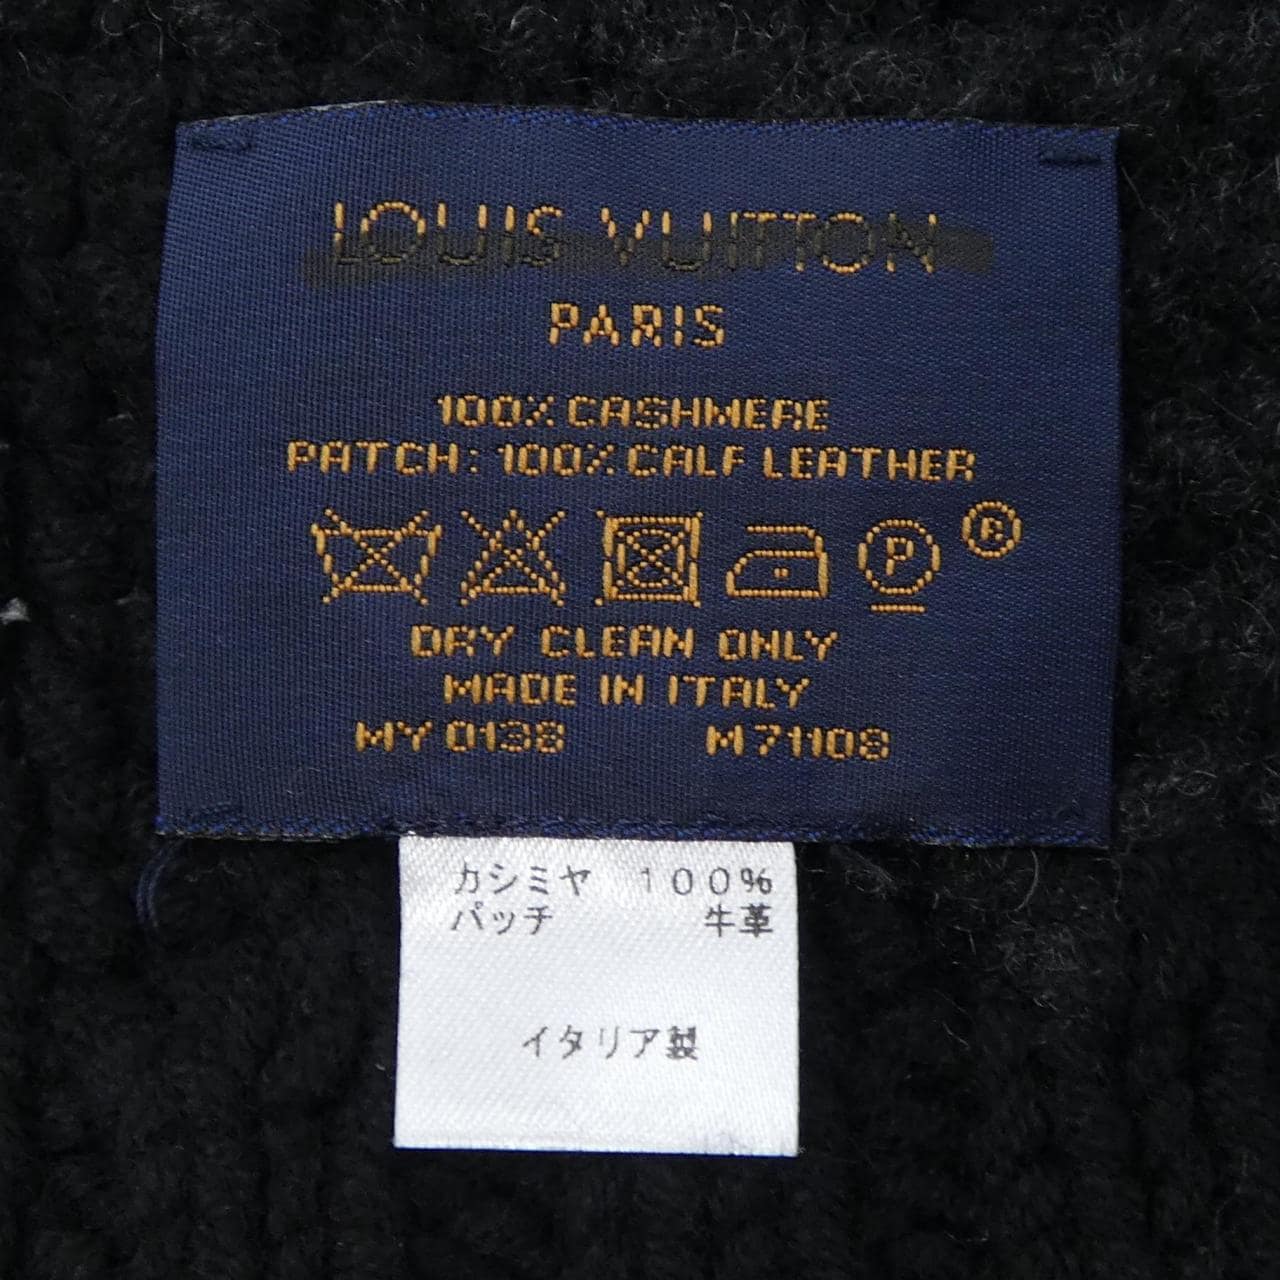 LOUIS VUITTON
PARIS
100% CASHMERE
PATCH: 100% CALF LEATHER
P ®
DRY CLEAN ONLY
MADE IN ITALY
MY 0138 M71108
カシミヤ 100%
パッチ 牛革
イタリア製